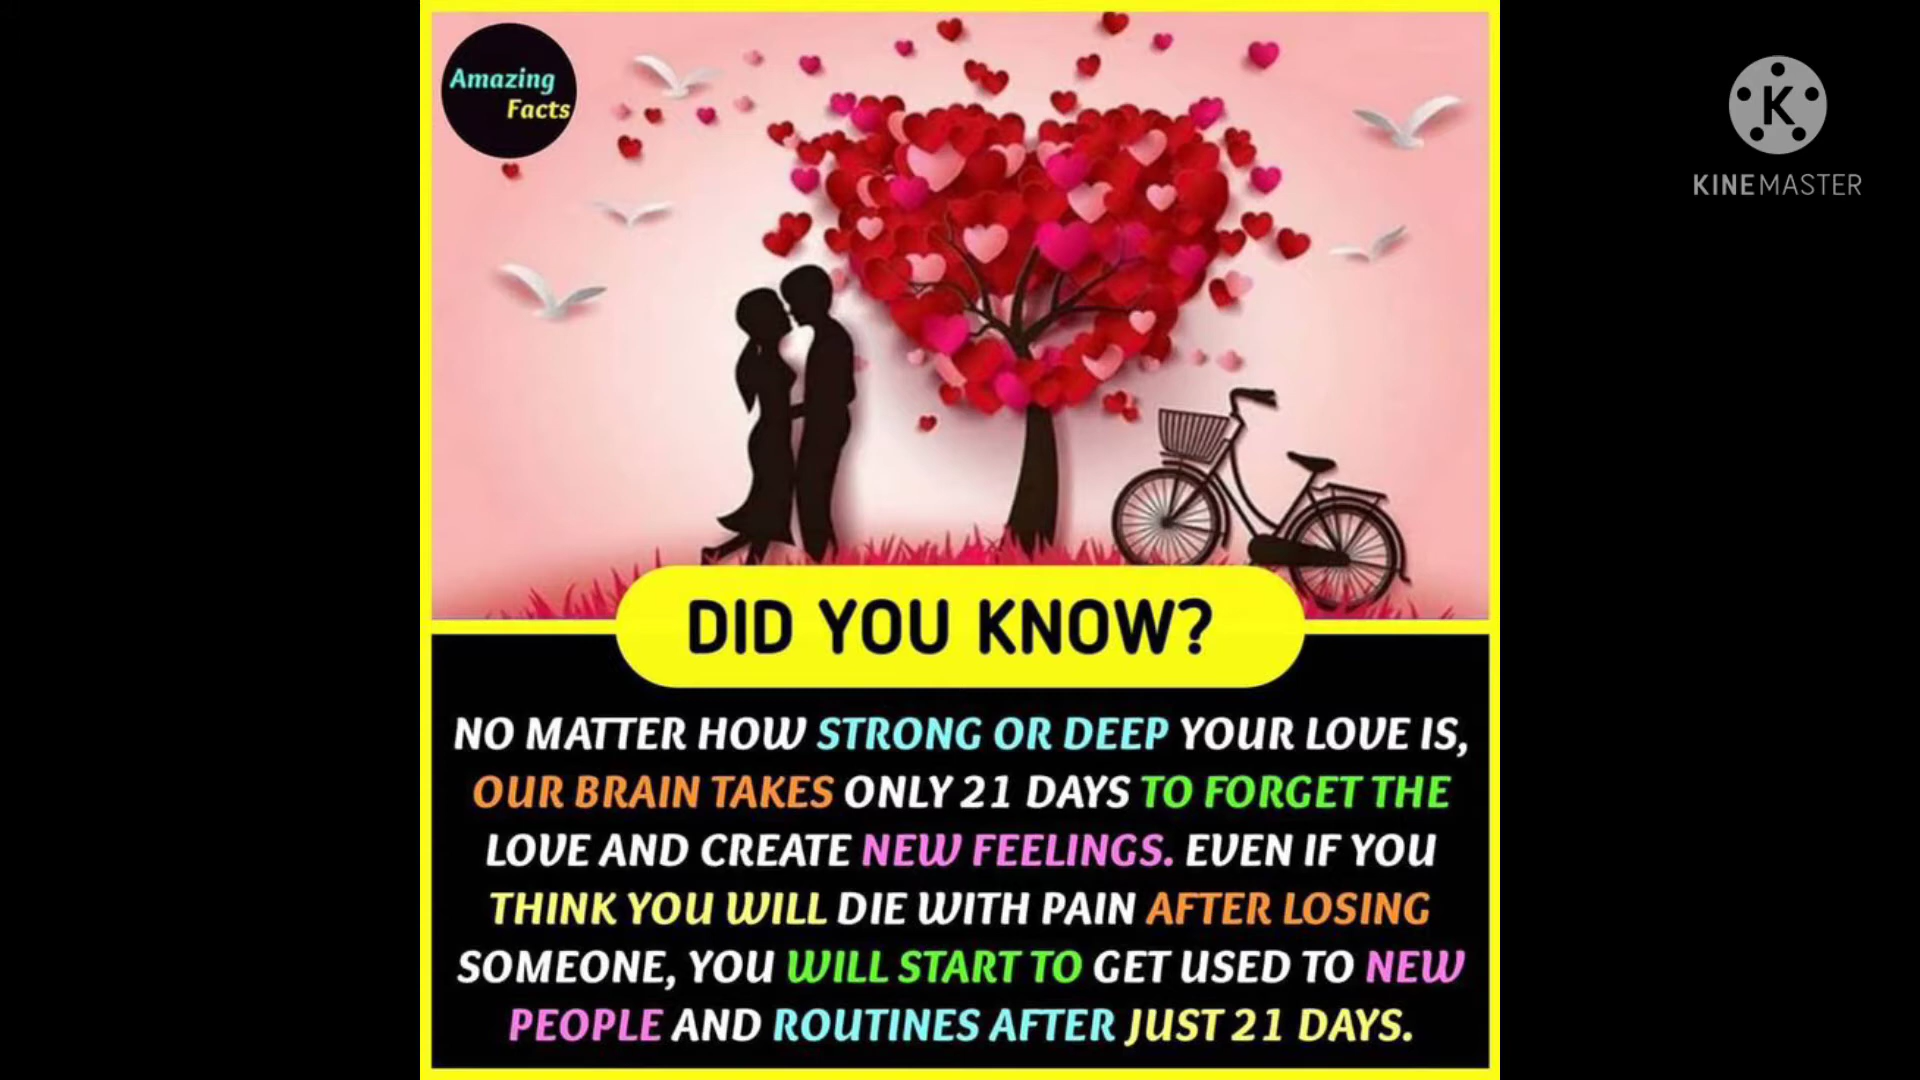 Amazing
Facts
K
KINEMASTER
DID YOU KNOW?
NO MATTER HOW STRONG OR DEEP YOUR LOVE IS,
OUR BRAIN TAKES ONLY 21 DAYS TO FORGET THE
LOVE AND CREATE NEW FEELINGS. EVEN IF YOU
THINK YOU WILL DIE WITH PAIN AFTER LOSING
SOMEONE, YOU WILL START TO GET USED TO NEW
PEOPLE AND ROUTINES AFTER JUST 21 DAYS.